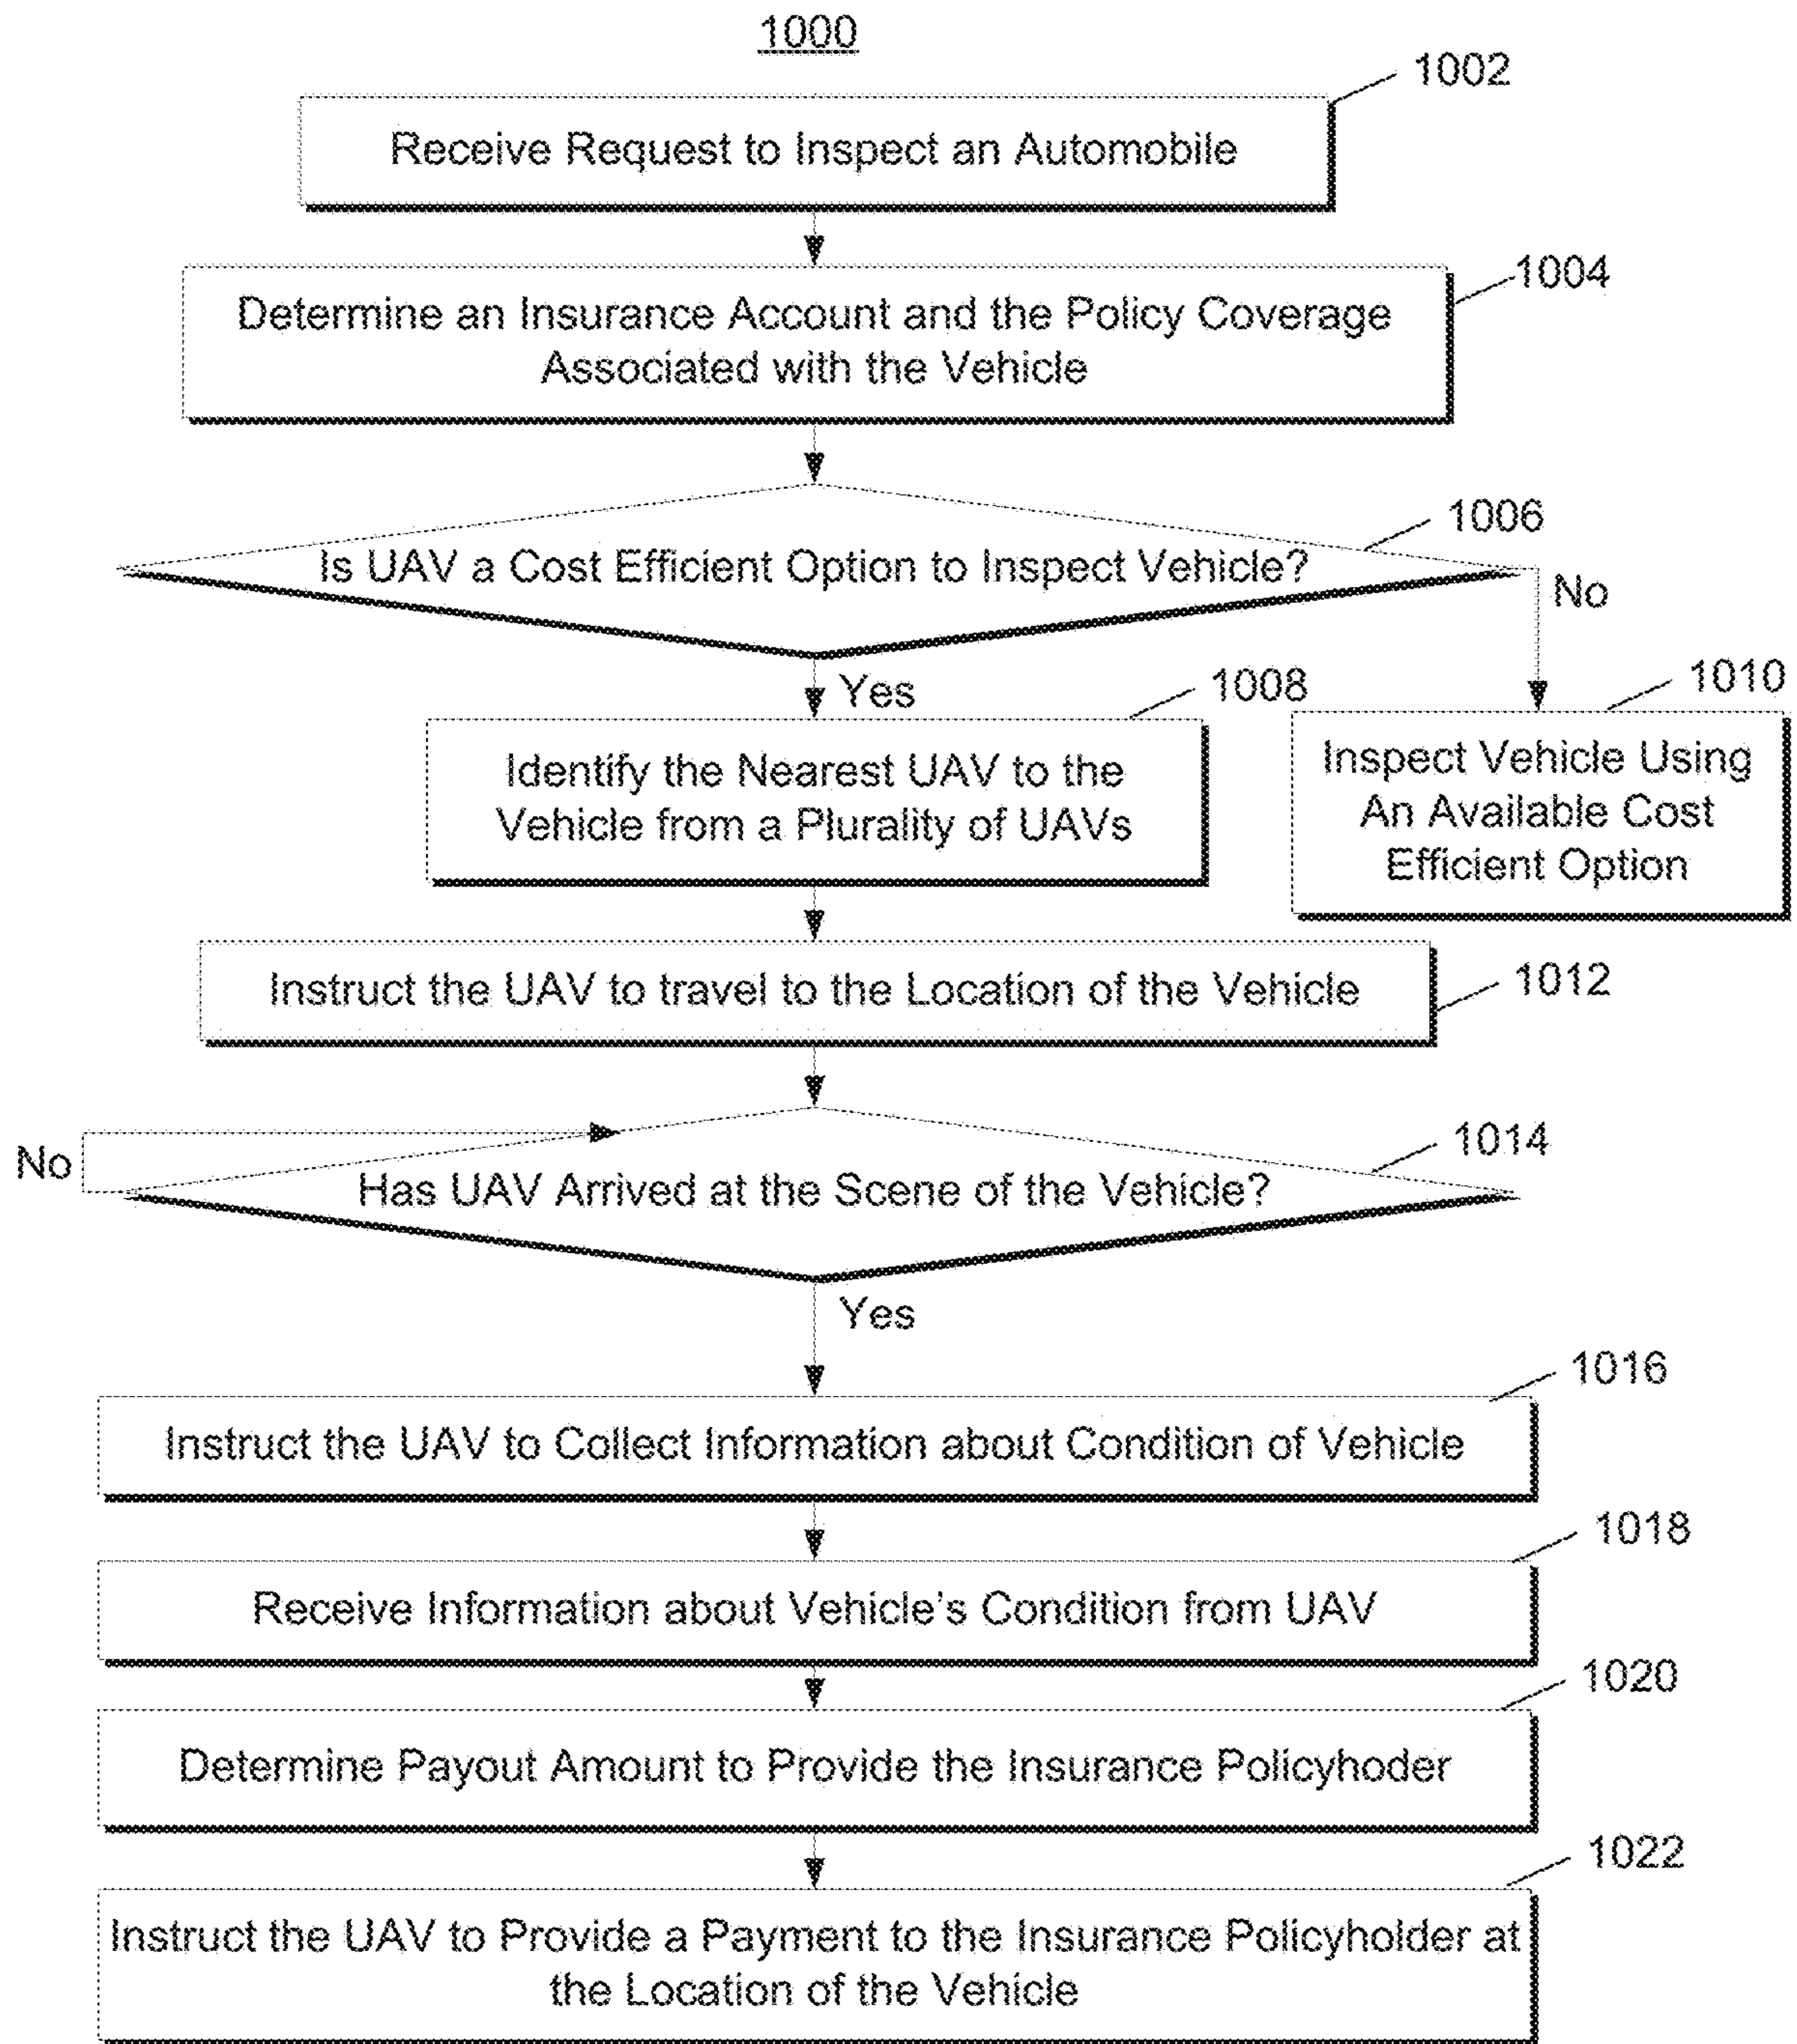 1000
1002
Receive Request to Inspect an Automobile
1004
Determine an Insurance Account and the Policy Coverage
Associated with the Vehicle
1006
Is UAV a Cost Efficient Option to Inspect Vehicle?
No
Yes
1008
1010
Identify the Nearest UAV to the
Vehicle from a Plurality of UAVs
Inspect Vehicle Using
An Available Cost
Efficient Option
Instruct the UAV to travel to the Location of the Vehicle
1012
1014
No
Has UAV Arrived at the Scene of the Vehicle?
Yes
1016
Instruct the UAV to Collect Information about Condition of Vehicle
1018
Receive Information about Vehicle's Condition from UAV
1020
Determine Payout Amount to Provide the Insurance Policyhoder
1022
Instruct the UAV to Provide a Payment to the Insurance Policyholder at
the Location of the Vehicle